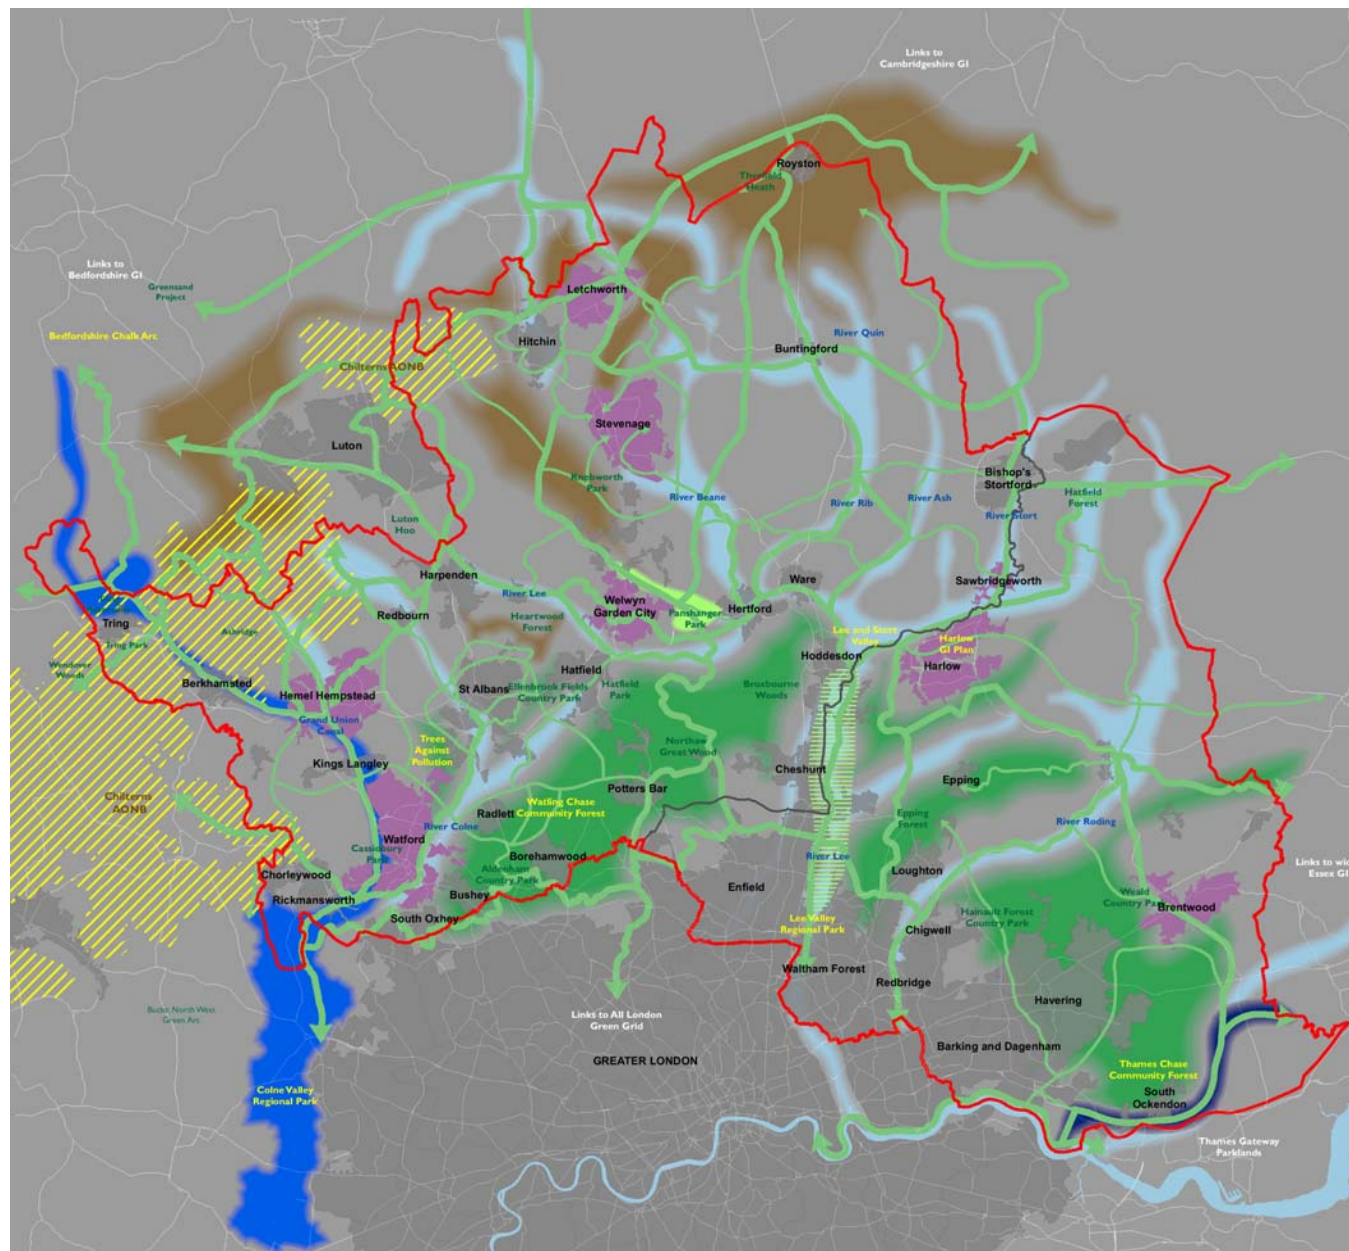 Links to
Cambridgeshire GI
Royston
Therfield
Heath
Links to
Bedfordshire GI
Greensand
Project
Letchworth
Bedfordshire Chalk Arc
Hitchin
River Quin
Buntingford
Chilterns AONB
Stevenage
Luton
Knebworth
Park
Bishop's
Stortford
River Beane
River Rib
River Ash
Hatfield
Forest
River Stort
Luton
Hoo
Harpenden
River Lee
Ware
Sawbridgeworth
Welwyn
Garden City
Panshanger
Park
Hertford
Redbourn
Heartwood
Forest
Tring
Tring Park
Ashridge
Lee and Stort
Valley
Harlow
GI Plan
Hoddesdon
Harlow
Wendover
Woods
Berkhamsted
Hemel Hempstead
St Albans
Hatfield
Ellenbrook Fields
Country Park
Hatfield
Park
Broxbourne
Woods
Grand Union
Canal
Trees
Against
Pollution
Northaw
Great Wood
Kings Langley
Cheshunt
Epping
Chilterns
AONB
Potters Bar
Radlett
Watling Chase
Community Forest
Epping
Forest
River Roding
River Colne
Watford
Cassiobury
Park
Borehamwood
River Lee
Links to wid
Essex GI
Chorleywood
Aldenham
Country Park
Loughton
Enfield
Bushey
Rickmansworth
South Oxhey
Weald
Country Park
Brentwood
Hainault Forest
Country Park
Lee Valley
Regional Park
Chigwell
Waltham Forest
Redbridge
Havering
Bucks North West
Green Arc
Links to All London
Green Grid
GREATER LONDON
Barking and Dagenham
Thames Chase
Community Forest
Colne Valley
Regional Park
South
Ockendon
Thames Gateway
Parklands